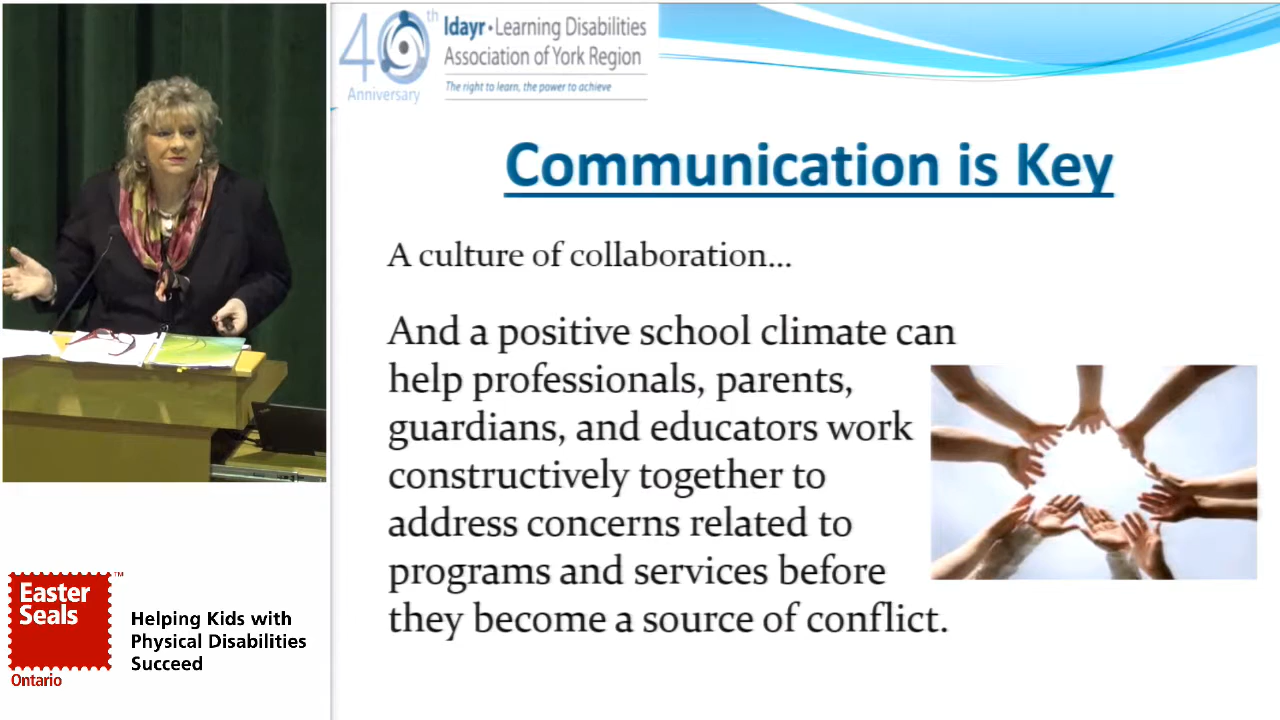 40th
Anniversary
ldayr • Learning Disabilities
Association of York Region
The right to learn, the power to achieve
Communication is Key
A culture of collaboration...
And a positive school climate can
help professionals, parents,
guardians, and educators work
constructively together to
address concerns related to
programs and services before
they become a source of conflict.
Easter
Seals
™
Ontario
Helping Kids with
Physical Disabilities
Succeed